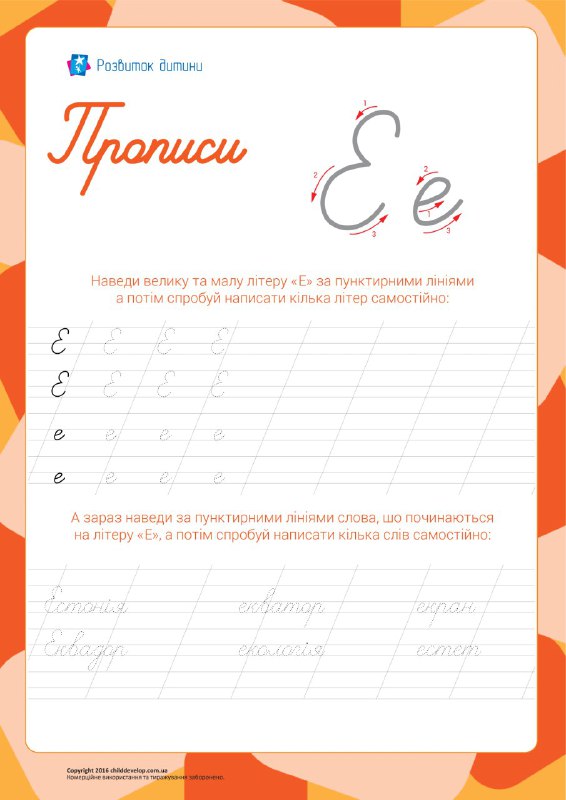 Розвиток дитини
Прописи
Е е
1
2
3
2
1
3
Наведи велику та малу літеру «Е» за пунктирними лініями
а потім спробуй написати кілька літер самостійно:
Е Е Е Е
Е Е Е Е
е е е е
е е е е
А зараз наведи за пунктирними лініями слова, що починаються
на літеру «Е», а потім спробуй написати кілька слів самостійно:
Естонія екватор екран
Еквадор екологія естет
Copyright 2016 childdevelop.com.ua
Комерційне використання та тиражування заборонено.